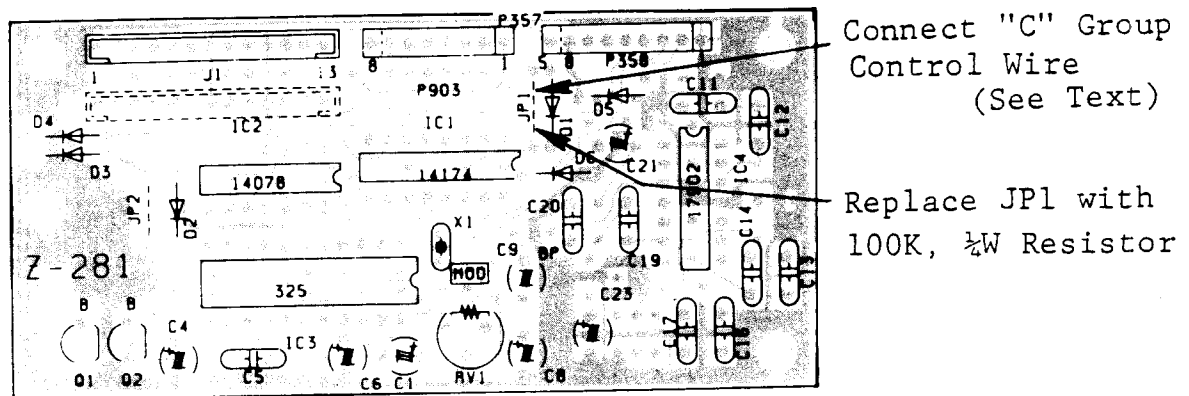 P357
Connect "C" Group
Control Wire
(See Text)
1 J1 13
8 1 5 8
P358
P903
IC2
IC1
JP1
D1
D5
C11
C12
D4
D3
D6
C21
IC4
14078
14174
17902
JP2
D2
C20
C19
C14
C13
Replace JP1 with
100K, ¼W Resistor
X1
C9
BP
MOD
Z-281
325
C23
B B
C4
IC3
C17
C16
Q1 Q2
C5
C6 C1
RV1
C8